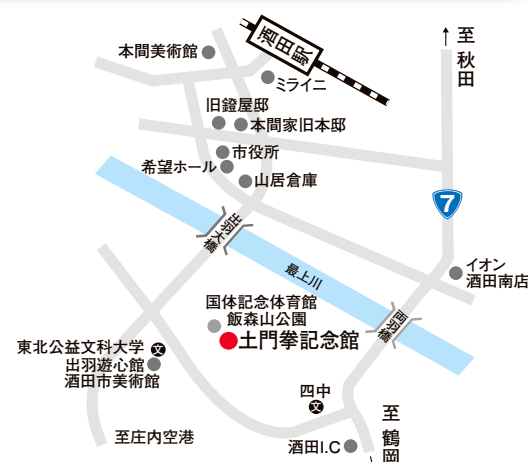 酒田駅
至 秋田
本間美術館
ミライニ
旧鐙屋邸
本間家旧本邸
市役所
希望ホール
山居倉庫
7
出羽大橋
イオン
酒田南店
最上川
国体記念体育館
飯森山公園
両羽橋
土門拳記念館
東北公益文科大学
文
出羽遊心館
酒田市美術館
四中
文
至 鶴岡
至庄内空港
酒田I.C